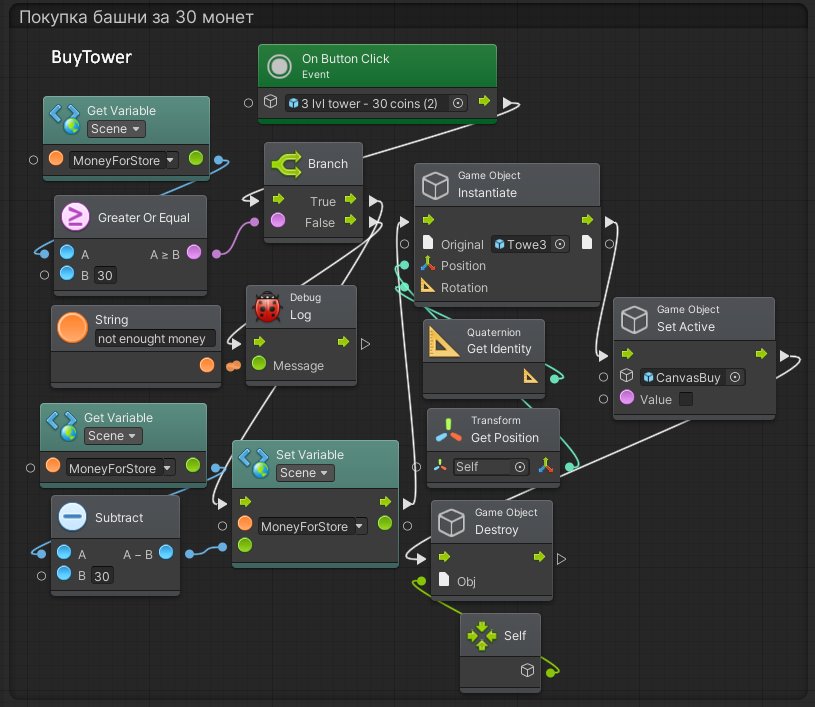 Покупка башни за 30 монет
BuyTower
On Button Click
Event
3 lvl tower - 30 coins (2)
Get Variable
Scene
MoneyForStore
Branch
True
False
Greater Or Equal
A
A ≥ B
B 30
Game Object
Instantiate
Original Towe3
Position
Rotation
String
not enought money
Debug
Log
Message
Game Object
Set Active
CanvasBuy
Value
Quaternion
Get Identity
Get Variable
Scene
MoneyForStore
Transform
Get Position
Self
Set Variable
Scene
MoneyForStore
Subtract
A
A – B
B 30
Game Object
Destroy
Obj
Self